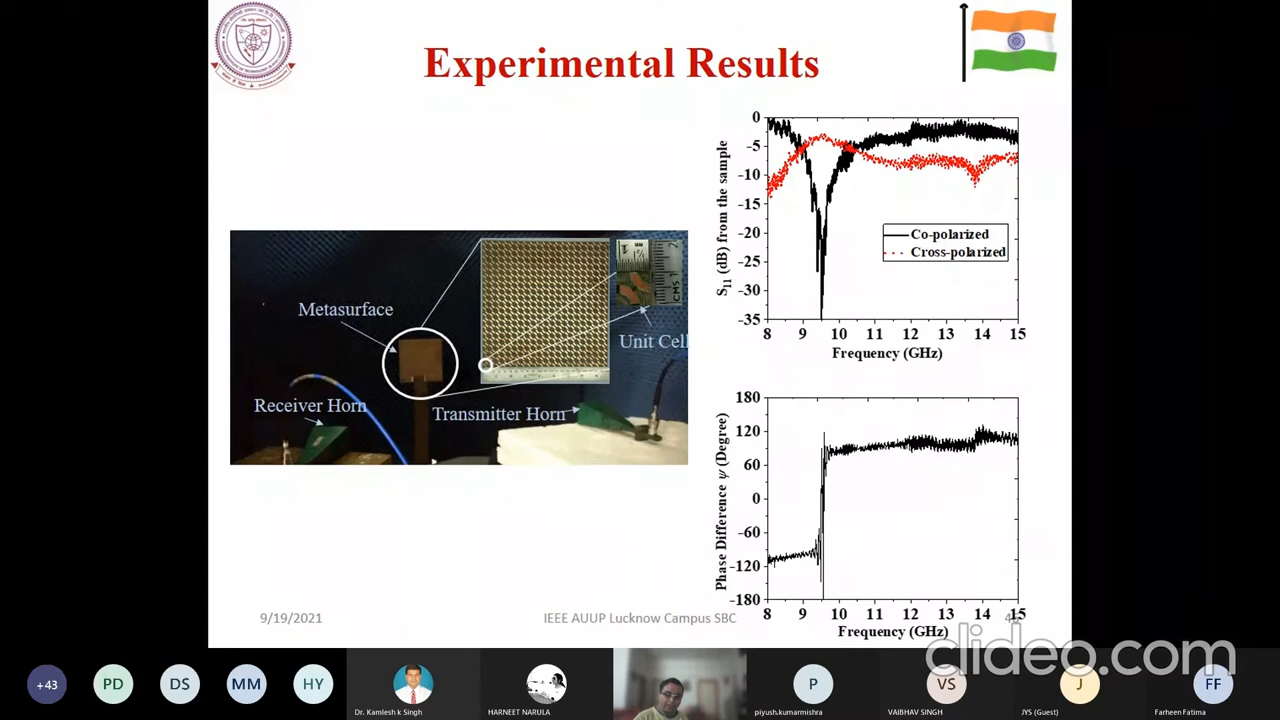 Experimental Results
Metasurface
Receiver Horn
Transmitter Horn
Unit Cell
CMS 1 2
S11 (dB) from the sample
0
-5
-10
-15
-20
-25
-30
-35
Co-polarized
Cross-polarized
8 9 10 11 12 13 14 15
Frequency (GHz)
Phase Difference ψ (Degree)
180
120
60
0
-60
-120
-180
8 9 10 11 12 13 14 15
Frequency (GHz)
9/19/2021
IEEE AUUP Lucknow Campus SBC
clideo.com
+43
PD
DS
MM
HY
Dr. Kamlesh k Singh
HARNEET NARULA
P
piyush.kumarmishra
VS
VAIBHAV SINGH
J
JYS (Guest)
FF
Farheen Fatima